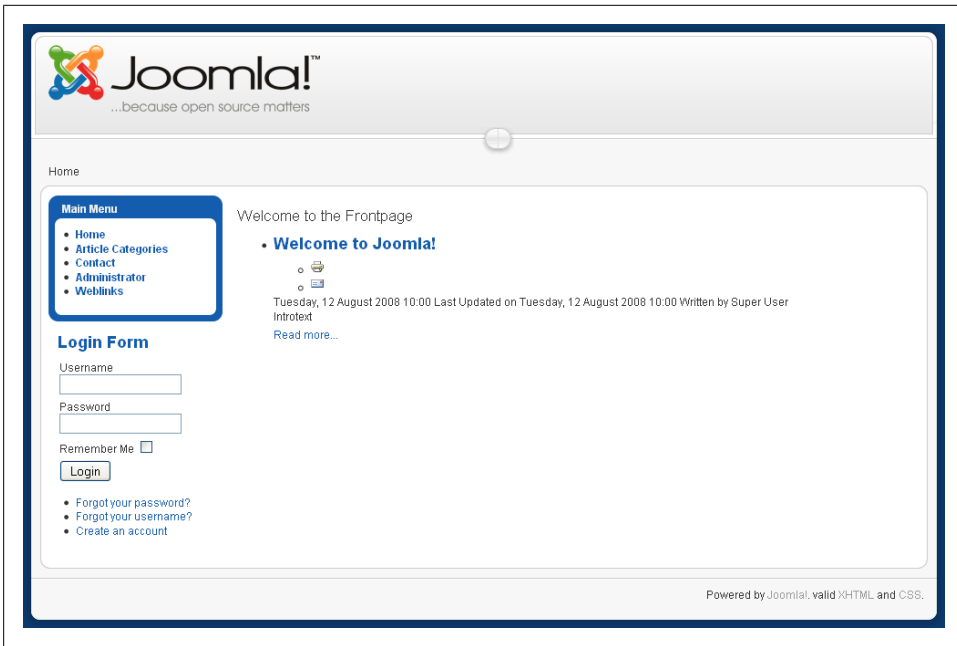 Joomla!™
...because open source matters
Home
Main Menu
Home
Article Categories
Contact
Administrator
Weblinks
Login Form
Username
Password
Remember Me
Login
Forgot your password?
Forgot your username?
Create an account
Welcome to the Frontpage
Welcome to Joomla!
Tuesday, 12 August 2008 10:00 Last Updated on Tuesday, 12 August 2008 10:00 Written by Super User
Introtext
Read more...
Powered by Joomla!. valid XHTML and CSS.